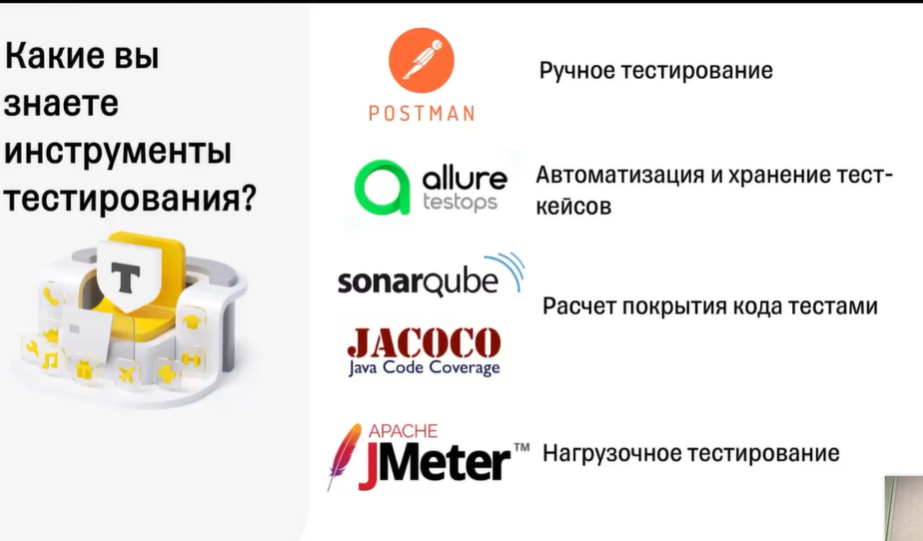 Какие вы
знаете
инструменты
тестирования?
T
POSTMAN
Ручное тестирование
allure
testops
Автоматизация и хранение тест-
кейсов
sonarqube
JACOCO
Java Code Coverage
Расчет покрытия кода тестами
APACHE
JMeter™
Нагрузочное тестирование